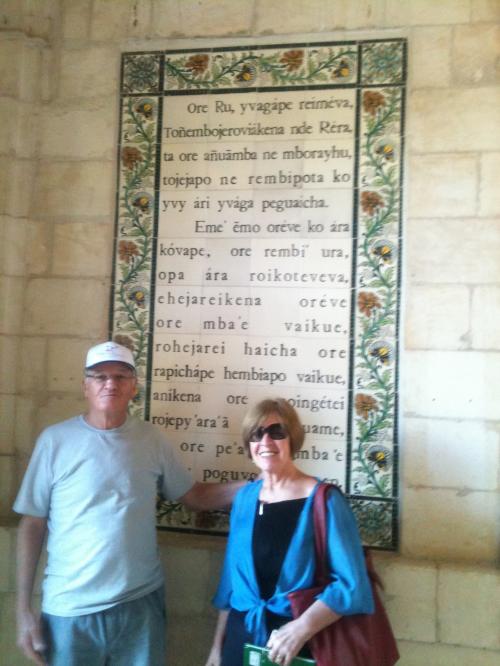 Ore Ru, yvagápe reiméva,
Toñembojeroviákena nde Réra,
ta ore añuãmba ne mborayhu,
tojejapo ne rembipota ko
yvy ári yvága peguaicha.
Eme'ẽmo oréve ko ára
kóvape, ore rembi'ura,
opa ára roikoteveva,
ehejareikena oréve
ore mba'e vaikue,
rohejarei haicha ore
rapichápe hembiapo vaikue,
anikena ore
rojepy'ara'ã
ore pe'a mba'e